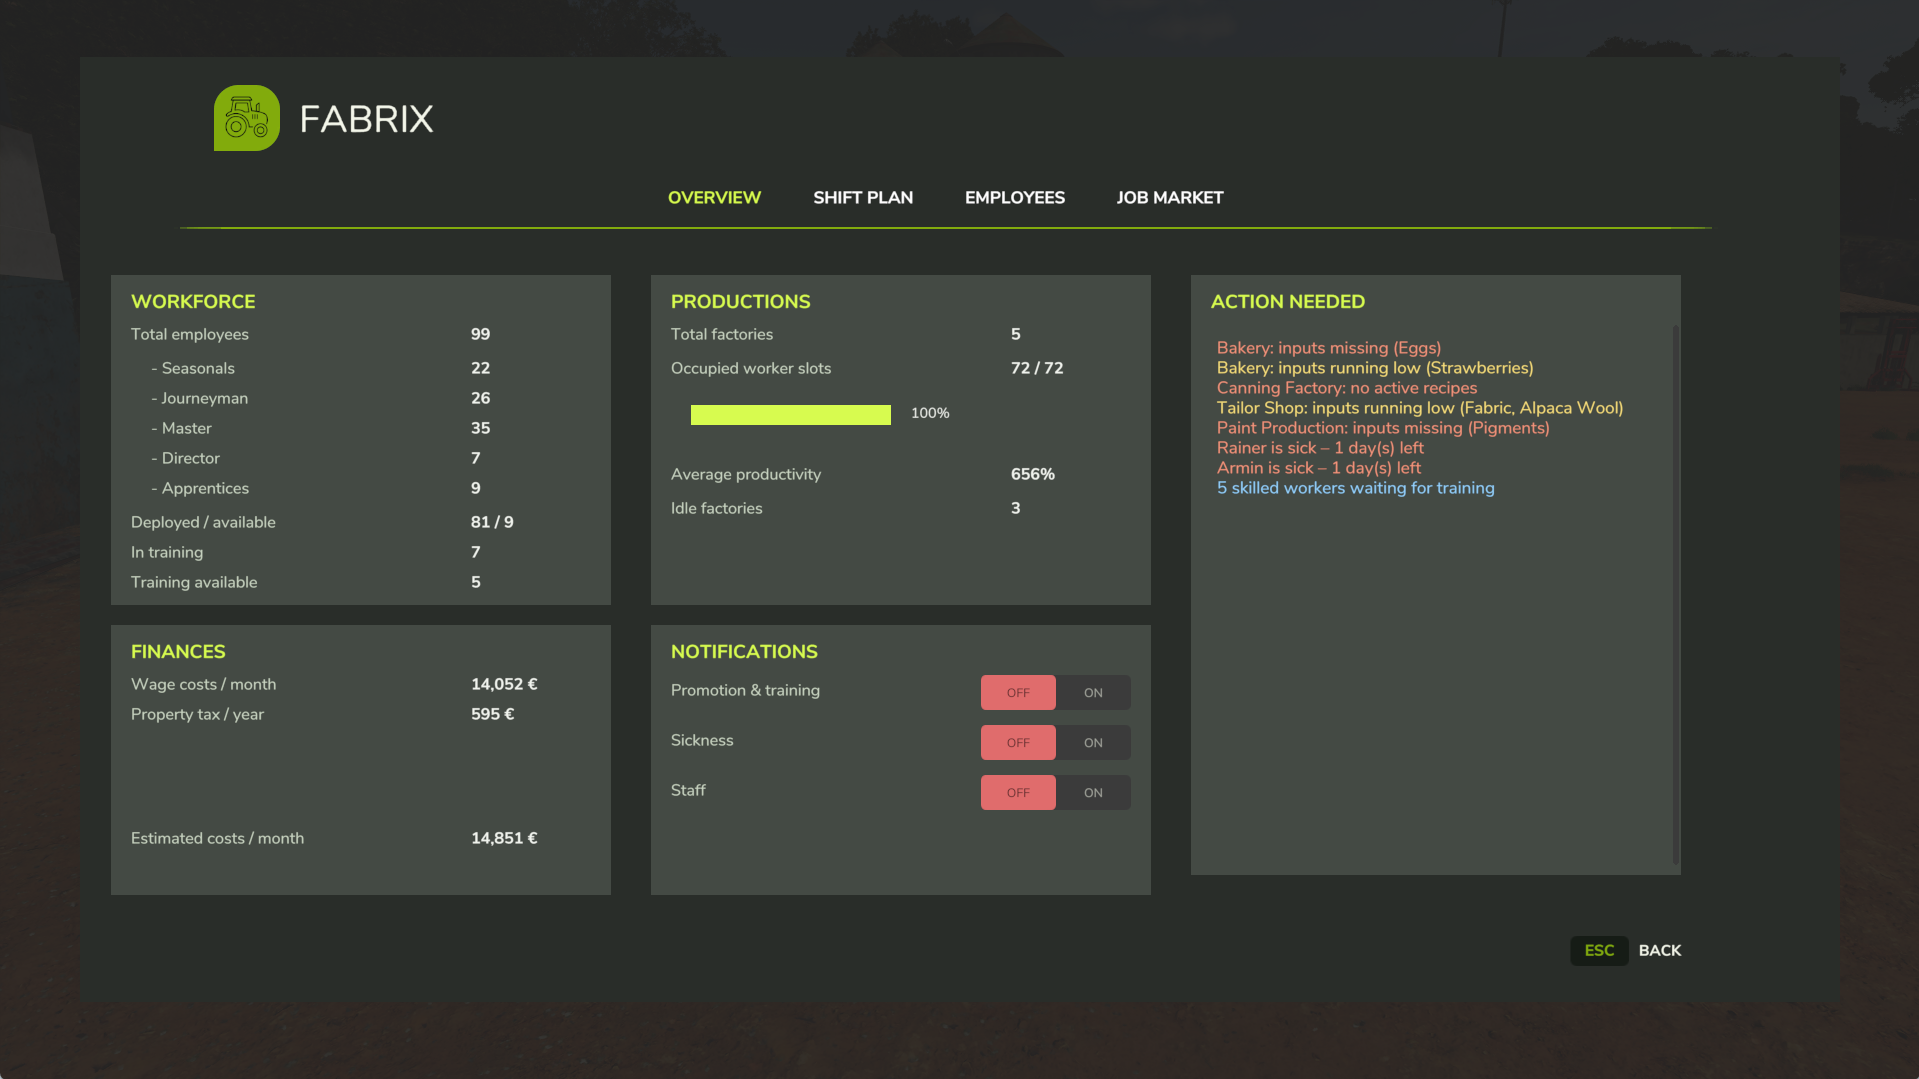 FABRIX
OVERVIEW SHIFT PLAN EMPLOYEES JOB MARKET
WORKFORCE
Total employees 99
- Seasonals 22
- Journeyman 26
- Master 35
- Director 7
- Apprentices 9
Deployed / available 81 / 9
In training 7
Training available 5
PRODUCTIONS
Total factories 5
Occupied worker slots 72 / 72
100%
Average productivity 656%
Idle factories 3
ACTION NEEDED
Bakery: inputs missing (Eggs)
Bakery: inputs running low (Strawberries)
Canning Factory: no active recipes
Tailor Shop: inputs running low (Fabric, Alpaca Wool)
Paint Production: inputs missing (Pigments)
Rainer is sick – 1 day(s) left
Armin is sick – 1 day(s) left
5 skilled workers waiting for training
FINANCES
Wage costs / month 14,052 €
Property tax / year 595 €
Estimated costs / month 14,851 €
NOTIFICATIONS
Promotion & training OFF ON
Sickness OFF ON
Staff OFF ON
ESC BACK